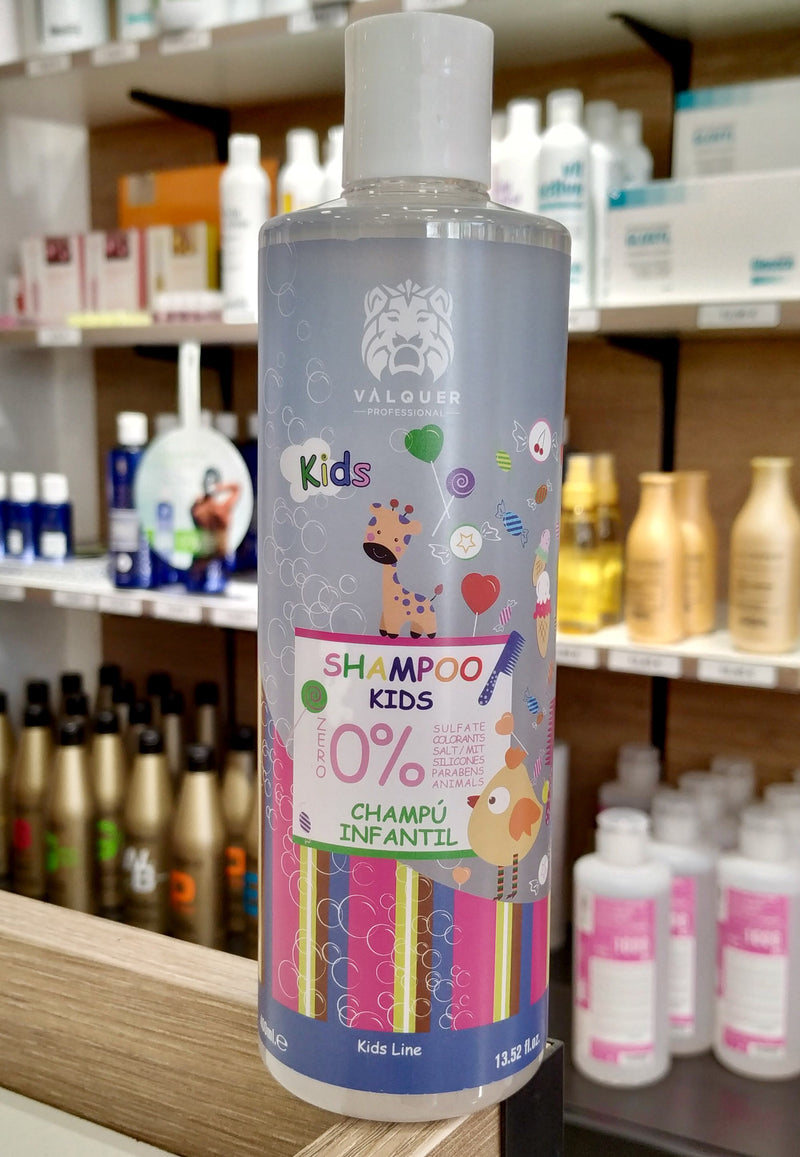 VÀLQUER
PROFESSIONAL
Kids
SHAMPOO
KIDS
ZERO
0%
SULFATE
COLORANTS
SALT / MIT
SILICONES
PARABENS
ANIMALS
CHAMPÚ
INFANTIL
Kids Line
13.52 fl.oz.